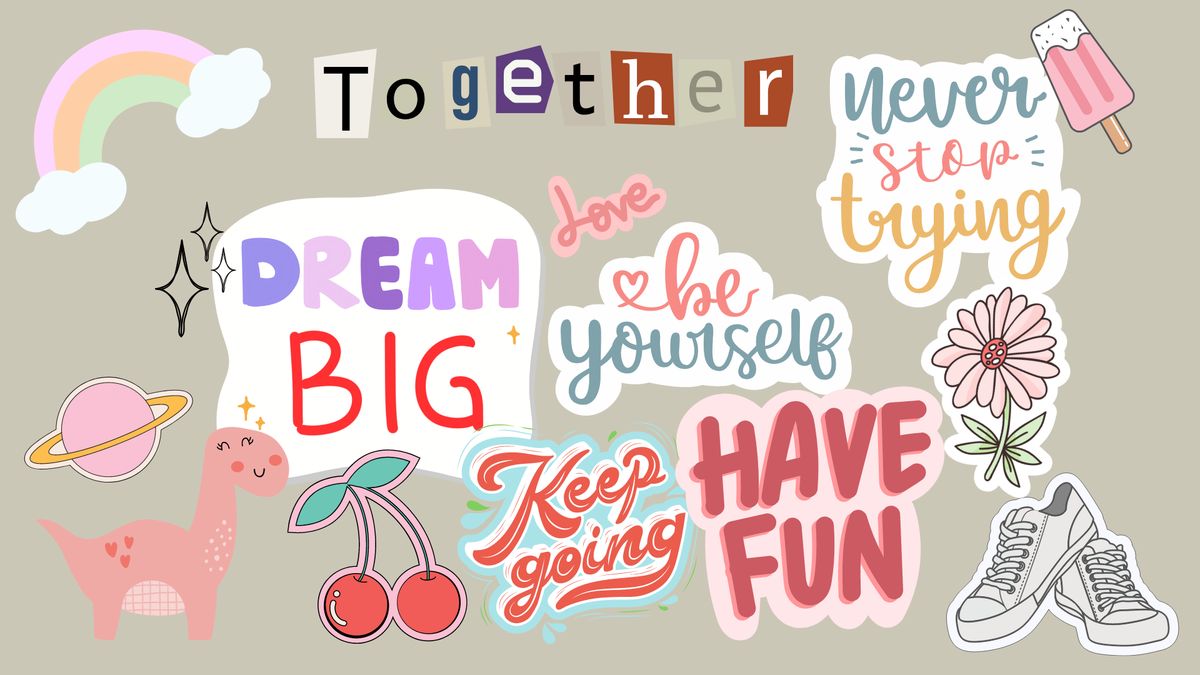 Together
never
stop
trying
Love
DREAM
BIG
be
yourself
Keep
going
HAVE
FUN